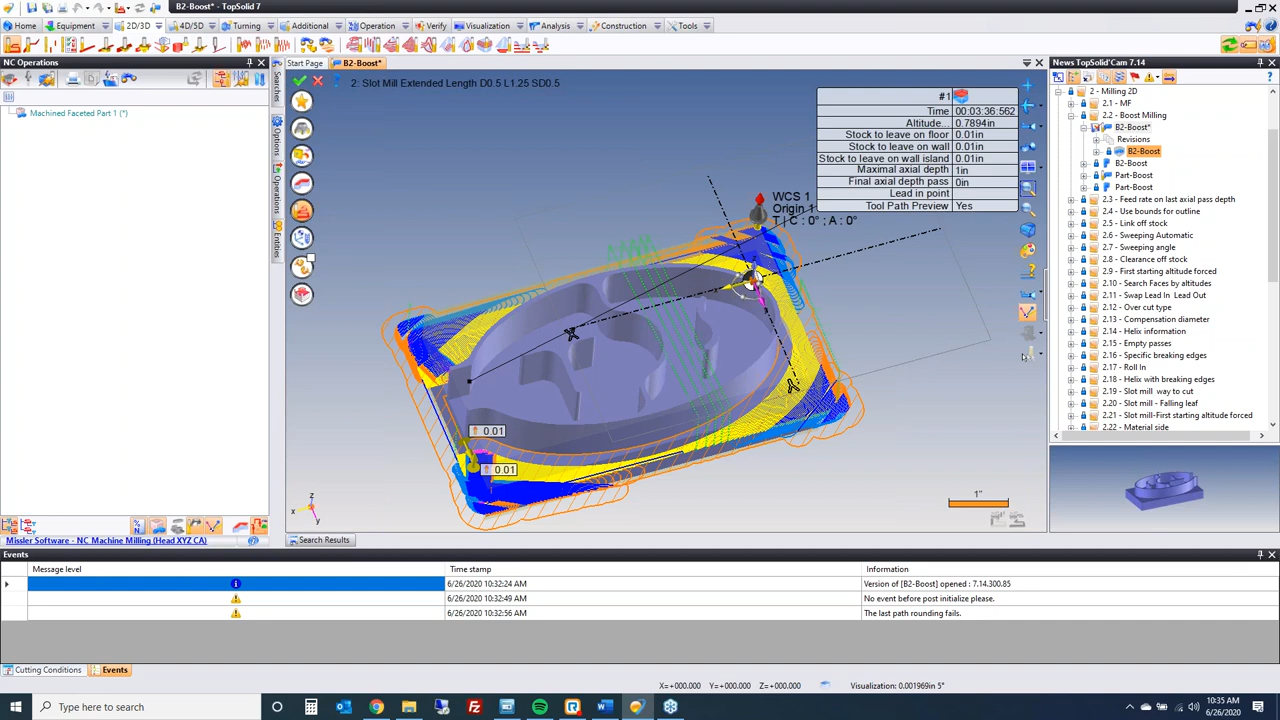 B2-Boost* - TopSolid 7
Home Equipment 2D/3D 4D/5D Turning Additional Operation Verify Visualization Analysis Construction Tools
NC Operations
Start Page B2-Boost*
News TopSolid'Cam 7.14
Machined Faceted Part 1 (*)
Searches
Options
Operations
Entities
2: Slot Mill Extended Length D0.5 L1.25 SD0.5
#1
Time 00:03:36:562
Altitude... 0.7894in
Stock to leave on floor 0.01in
Stock to leave on wall 0.01in
Stock to leave on wall island 0.01in
Maximal axial depth 1in
Final axial depth pass 0in
Lead in point
Tool Path Preview Yes
WCS 1
Origin 1
T | C : 0° ; A : 0°
0.01
0.01
1"
z
x
y
2 - Milling 2D
2.1 - MF
2.2 - Boost Milling
B2-Boost*
Revisions
B2-Boost
B2-Boost
Part-Boost
Part-Boost
2.3 - Feed rate on last axial pass depth
2.4 - Use bounds for outline
2.5 - Link cut of stock
2.6 - Sweeping Automatic
2.7 - Sweeping angle
2.8 - Clearance off stock
2.9 - First starting altitude forced
2.10 - Search Faces by altitude
2.11 - Swap Lead In Lead Out
2.12 - Over cut type
2.13 - Compensation diameter
2.14 - Helix information
2.15 - Empty passes
2.16 - Specific breaking edges
2.17 - Roll In
2.18 - Helix with breaking edges
2.19 - Slot mill way to cut
2.20 - Slot mill - Falling leaf
2.21 - Slot mill-First starting altitude forced
2.22 - Material side
Missler Software - NC Machine Milling (Head XYZ CA)
Search Results
Events
Message level Time stamp Information
6/26/2020 10:32:24 AM Version of [B2-Boost] opened : 7.14.300.85
6/26/2020 10:32:49 AM No event before post initialize please.
6/26/2020 10:32:56 AM The last path rounding fails.
Cutting Conditions Events
X=+000.000 Y=+000.000 Z=+000.000 Visualization: 0.001969in 5°
Type here to search
10:35 AM
6/26/2020